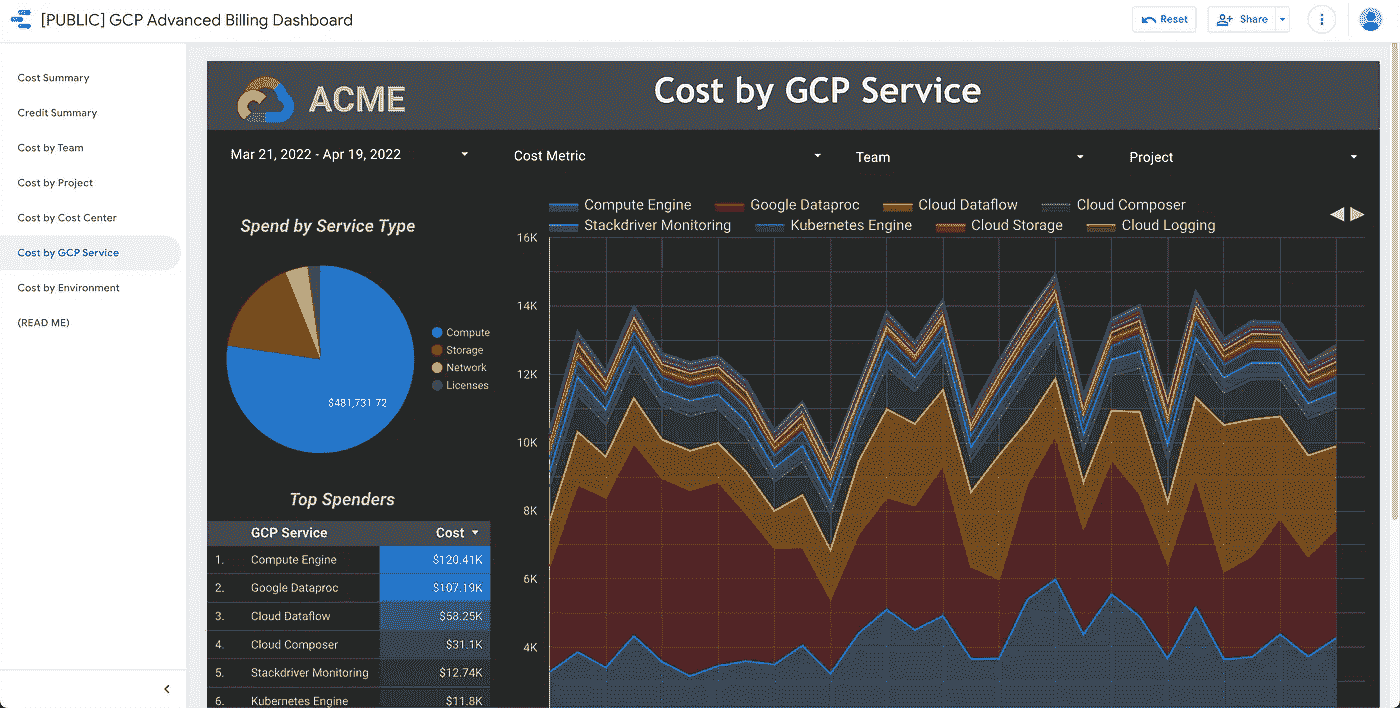 [PUBLIC] GCP Advanced Billing Dashboard
Reset
Share
Cost Summary
Credit Summary
Cost by Team
Cost by Project
Cost by Cost Center
Cost by GCP Service
Cost by Environment
(READ ME)
ACME
Cost by GCP Service
Mar 21, 2022 - Apr 19, 2022
Cost Metric
Team
Project
Spend by Service Type
$481,731 72
Compute
Storage
Network
Licenses
Top Spenders
GCP Service Cost
1. Compute Engine $120.41K
2. Google Dataproc $107.19K
3. Cloud Dataflow $58.25K
4. Cloud Composer $31.1K
5. Stackdriver Monitoring $12.74K
6. Kubernetes Engine $11.8K
Compute Engine Google Dataproc Cloud Dataflow Cloud Composer
Stackdriver Monitoring Kubernetes Engine Cloud Storage Cloud Logging
16K
14K
12K
10K
8K
6K
4K